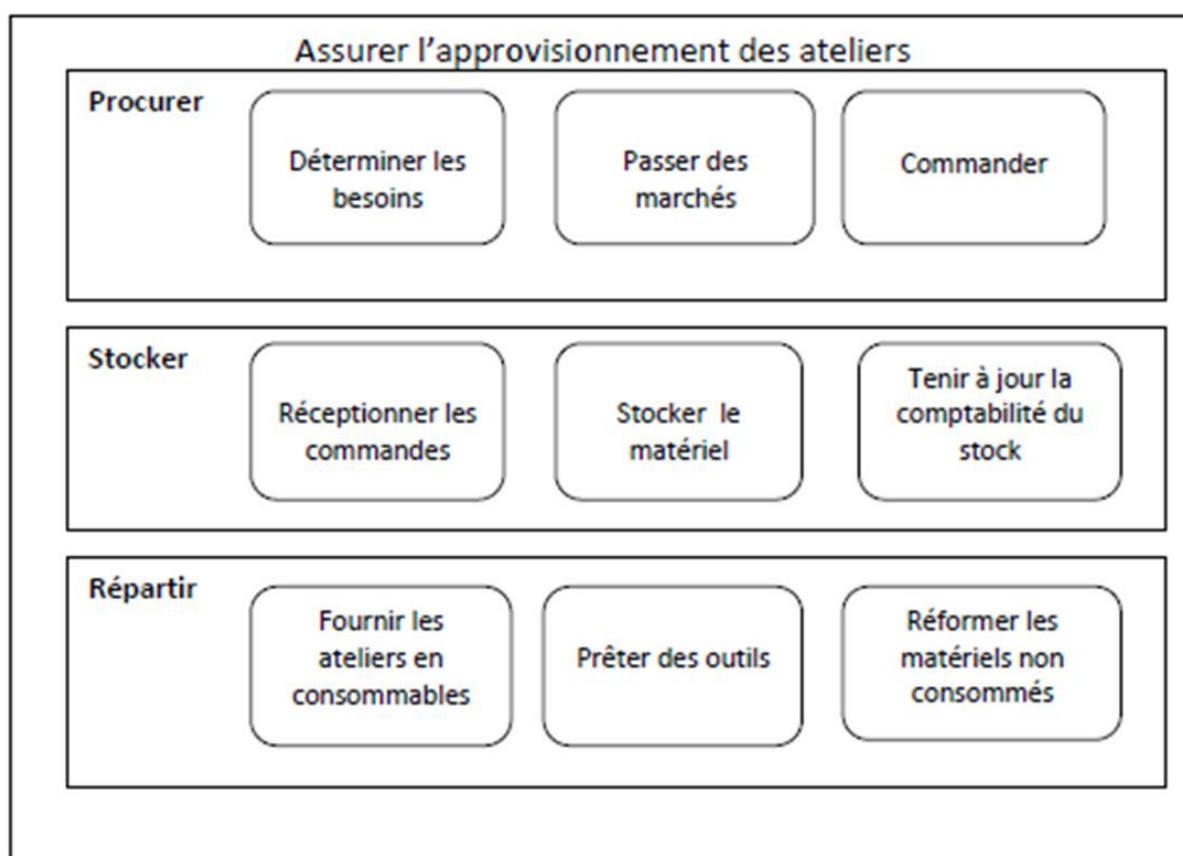 Assurer l'approvisionnement des ateliers
Procurer
Déterminer les
besoins
Passer des
marchés
Commander
Stocker
Réceptionner les
commandes
Stocker le
matériel
Tenir à jour la
comptabilité du
stock
Répartir
Fournir les
ateliers en
consommables
Prêter des outils
Réformer les
matériels non
consommés